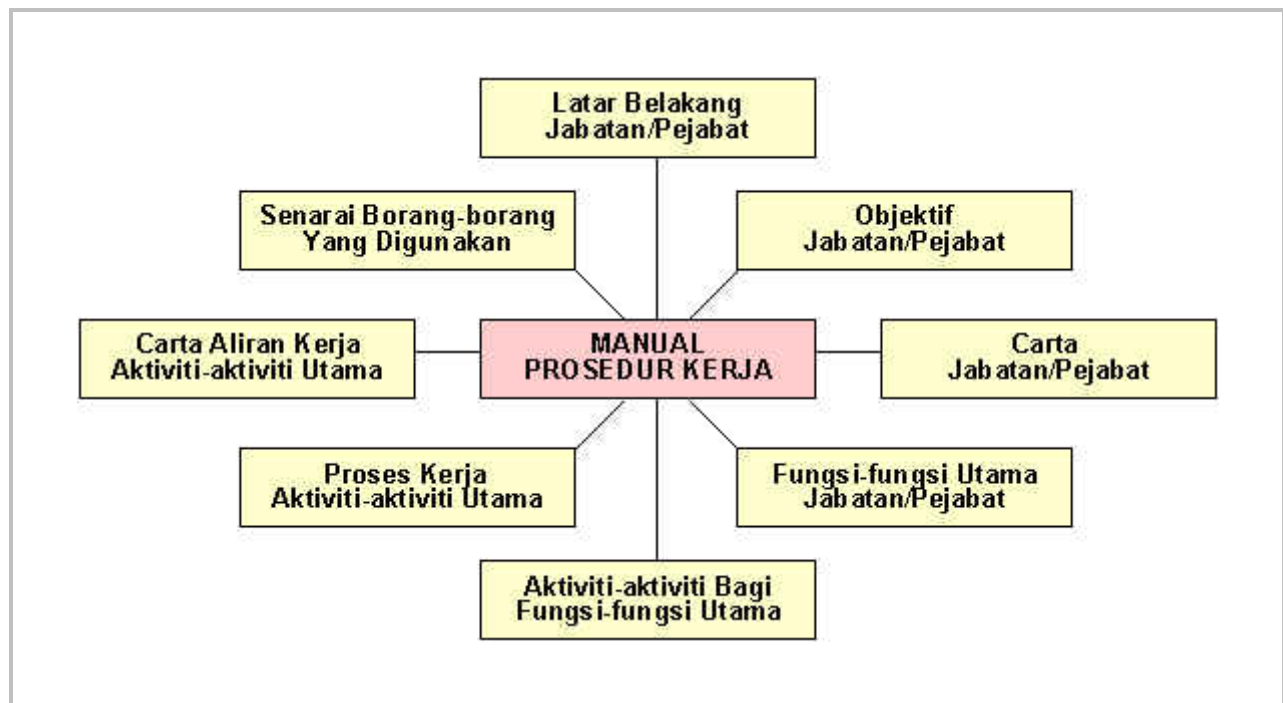 Latar Belakang
Jabatan/Pejabat
Senarai Borang-borang
Yang Digunakan
Objektif
Jabatan/Pejabat
Carta Aliran Kerja
Aktiviti-aktiviti Utama
MANUAL
PROSEDUR KERJA
Carta
Jabatan/Pejabat
Proses Kerja
Aktiviti-aktiviti Utama
Fungsi-fungsi Utama
Jabatan/Pejabat
Aktiviti-aktiviti Bagi
Fungsi-fungsi Utama